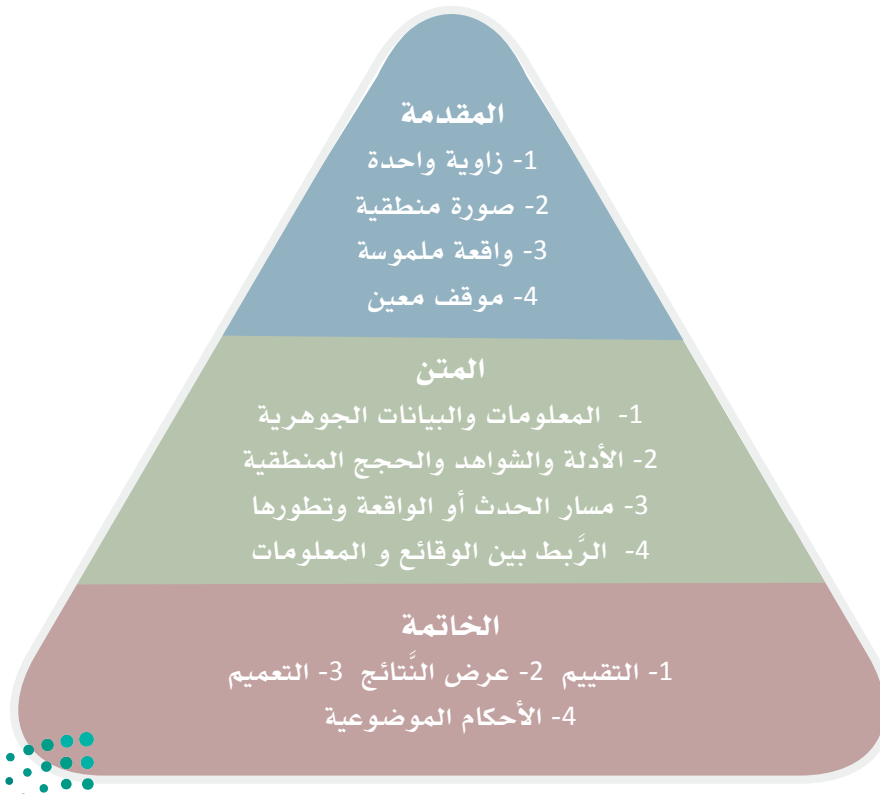 المقدمة
1- زاوية واحدة
2- صورة منطقية
3- واقعة ملموسة
4- موقف معين
المتن
1- المعلومات والبيانات الجوهرية
2- الأدلة والشواهد والحجج المنطقية
3- مسار الحدث أو الواقعة وتطورها
4- الرَّبط بين الوقائع و المعلومات
الخاتمة
1- التقييم 2- عرض النَّتائج 3- التعميم
4- الأحكام الموضوعية